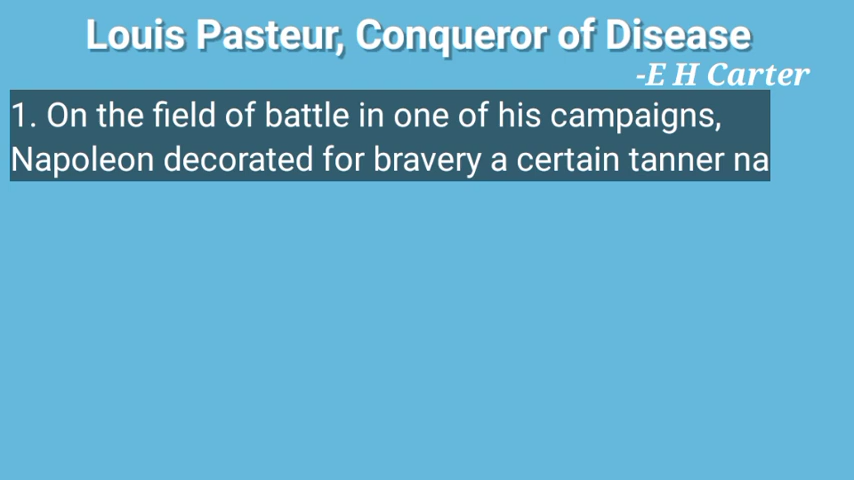 Louis Pasteur, Conqueror of Disease
-E H Carter
1. On the field of battle in one of his campaigns,
Napoleon decorated for bravery a certain tanner na